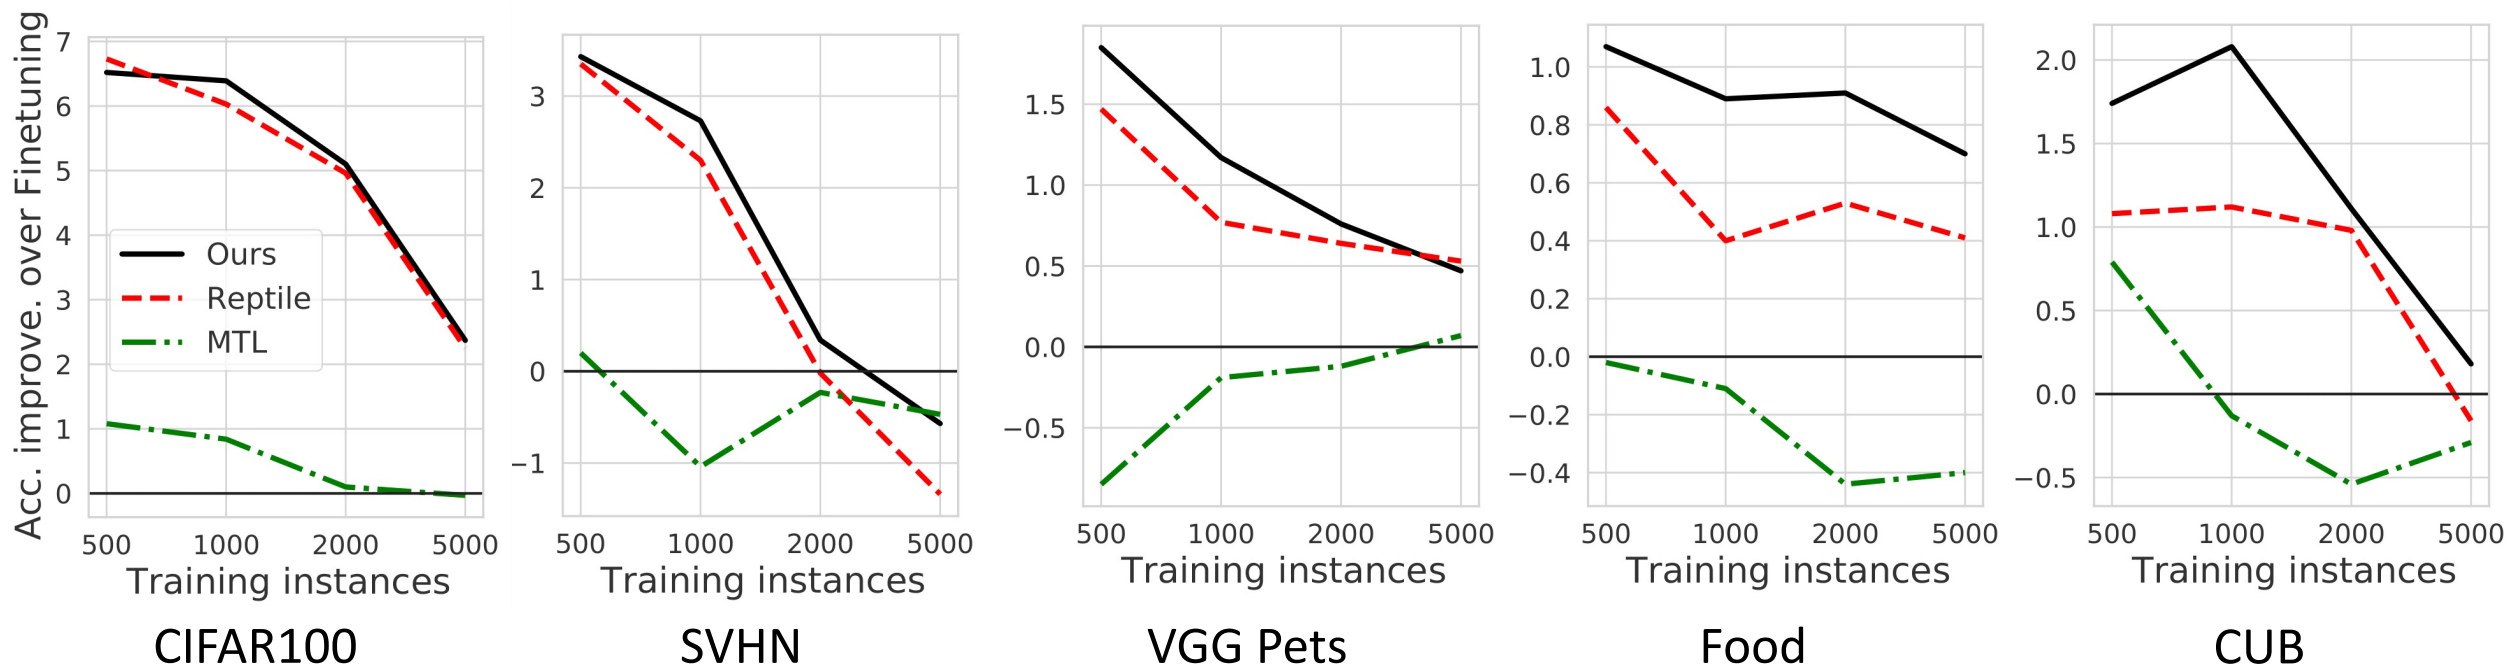 Acc. improve. over Finetuning
7
6
5
4
3
2
1
0
Ours
Reptile
MTL
500 1000 2000 5000
Training instances
CIFAR100
3
2
1
0
−1
500 1000 2000 5000
Training instances
SVHN
1.5
1.0
0.5
0.0
−0.5
500 1000 2000 5000
Training instances
VGG Pets
1.0
0.8
0.6
0.4
0.2
0.0
−0.2
−0.4
500 1000 2000 5000
Training instances
Food
2.0
1.5
1.0
0.5
0.0
−0.5
500 1000 2000 5000
Training instances
CUB